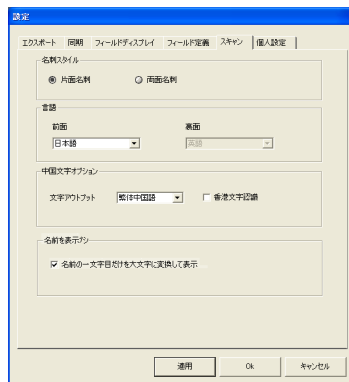 設定
エクスポート 同期 フィールドディスプレイ フィールド定義 スキャン 個人設定
名刺スタイル
片面名刺 両面名刺
言語
前面 裏面
日本語 英語
中国文字オプション
文字アウトプット 繁体中国語 香港文字認識
名前を表示ナシ
名前の一文字目だけを大文字に変換して表示
適用 Ok キャンセル